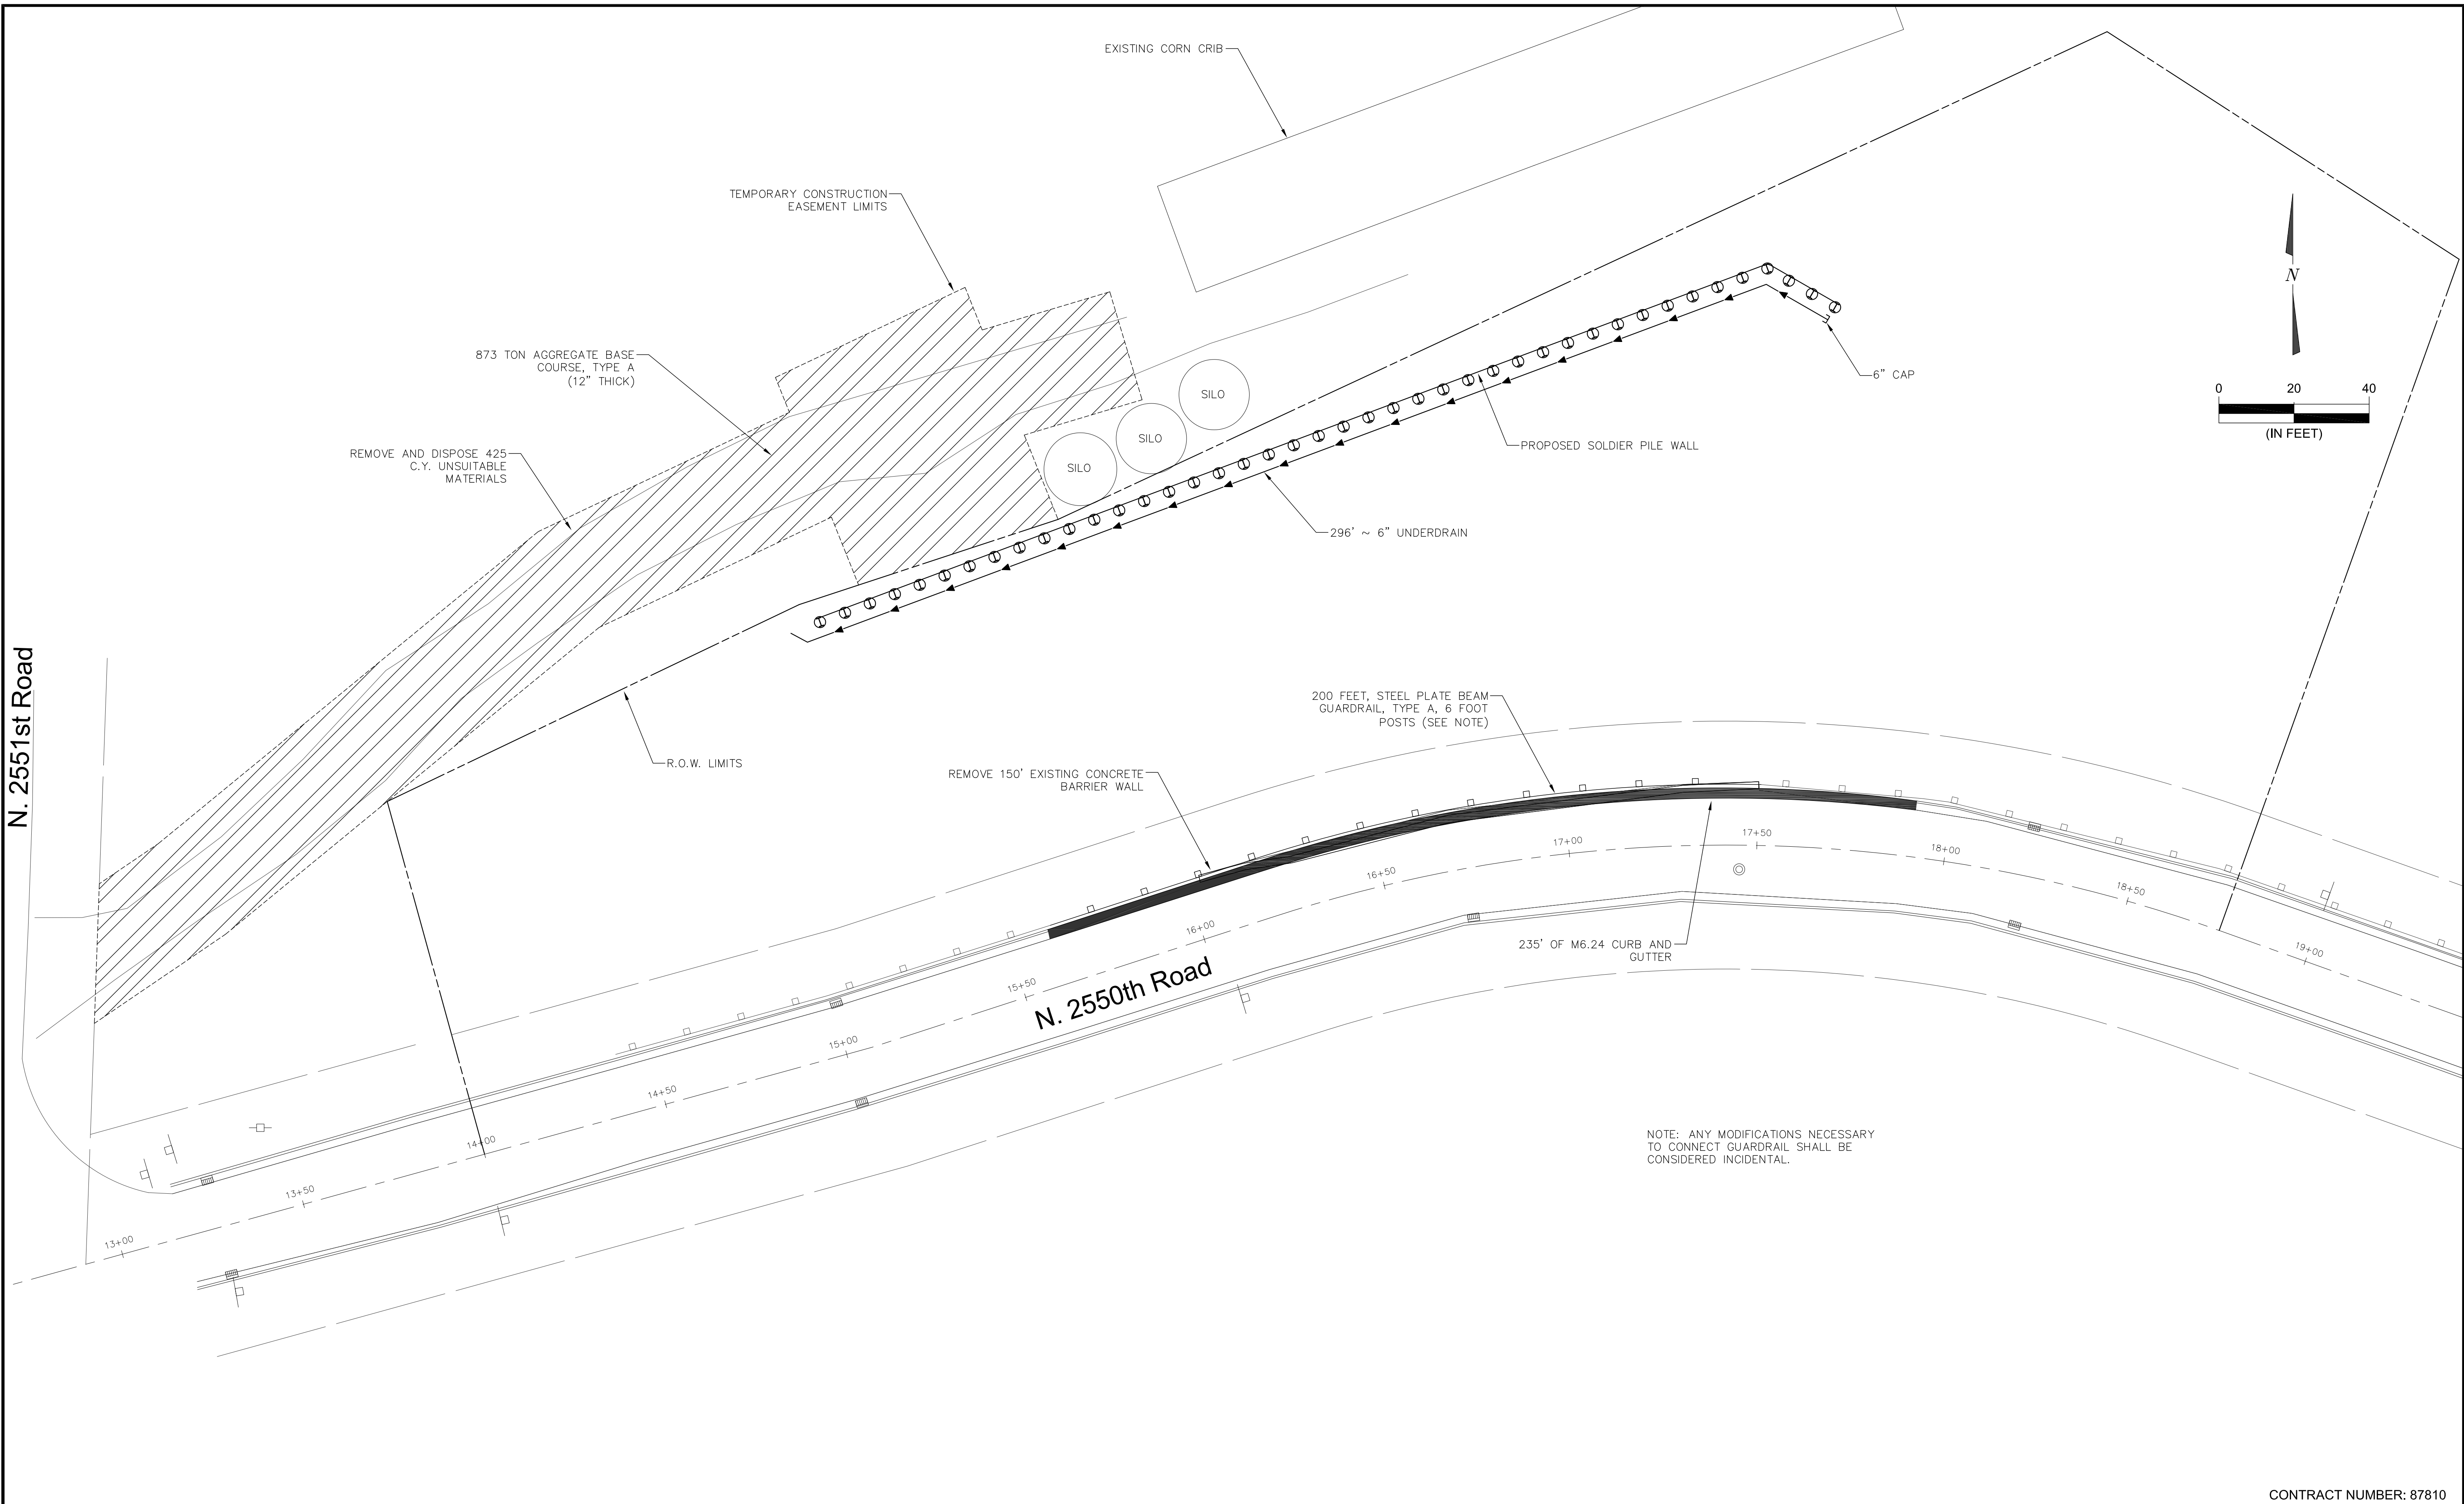 EXISTING CORN CRIB
TEMPORARY CONSTRUCTION
EASEMENT LIMITS
N
0 20 40
(IN FEET)
873 TON AGGREGATE BASE
COURSE, TYPE A
(12" THICK)
6" CAP
SILO
SILO
SILO
PROPOSED SOLDIER PILE WALL
REMOVE AND DISPOSE 425
C.Y. UNSUITABLE
MATERIALS
296' ~ 6" UNDERDRAIN
N. 2551st Road
200 FEET, STEEL PLATE BEAM
GUARDRAIL, TYPE A, 6 FOOT
POSTS (SEE NOTE)
R.O.W. LIMITS
REMOVE 150' EXISTING CONCRETE
BARRIER WALL
13+00
13+50
14+00
14+50
15+00
15+50
16+00
16+50
17+00
17+50
18+00
18+50
19+00
235' OF M6.24 CURB AND
GUTTER
N. 2550th Road
NOTE: ANY MODIFICATIONS NECESSARY
TO CONNECT GUARDRAIL SHALL BE
CONSIDERED INCIDENTAL.
CONTRACT NUMBER: 87810